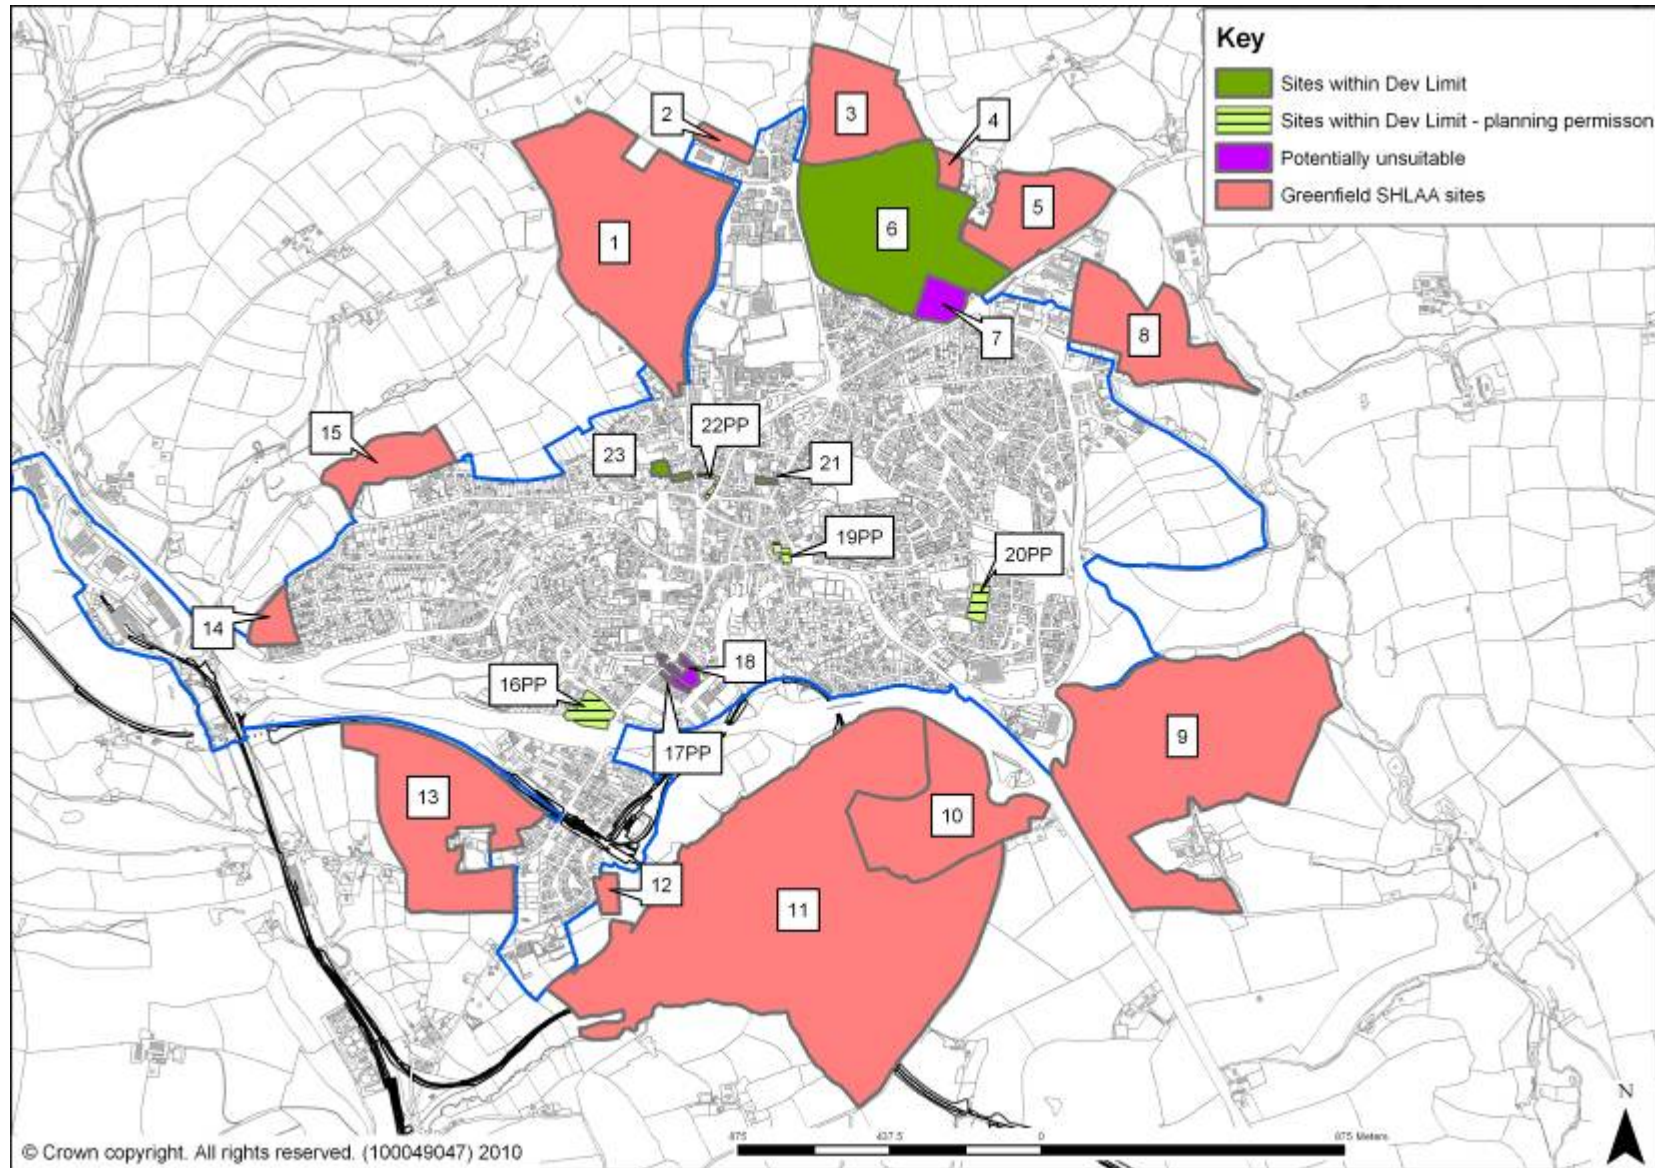 Key
Sites within Dev Limit
Sites within Dev Limit - planning permisson
Potentially unsuitable
Greenfield SHLAA sites
2
3
4
1
6
5
7
8
15
22PP
23
21
19PP
20PP
14
18
16PP
17PP
9
13
10
12
11
N
875 437.5 0 875 Meters
© Crown copyright. All rights reserved. (100049047) 2010